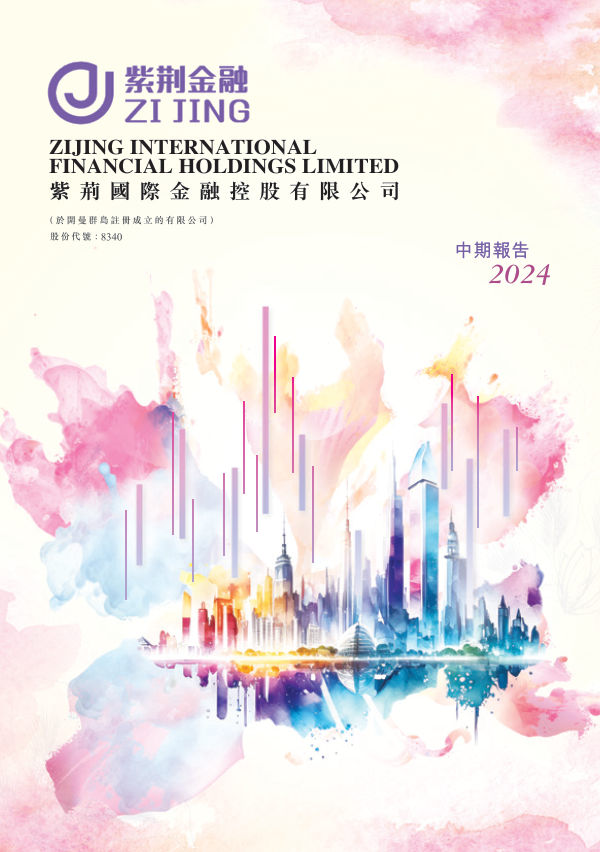 紫荆金融
ZI JING
ZIJING INTERNATIONAL
FINANCIAL HOLDINGS LIMITED
紫荊國際金融控股有限公司
(於開曼群島註冊成立的有限公司)
股份代號：8340
中期報告
2024